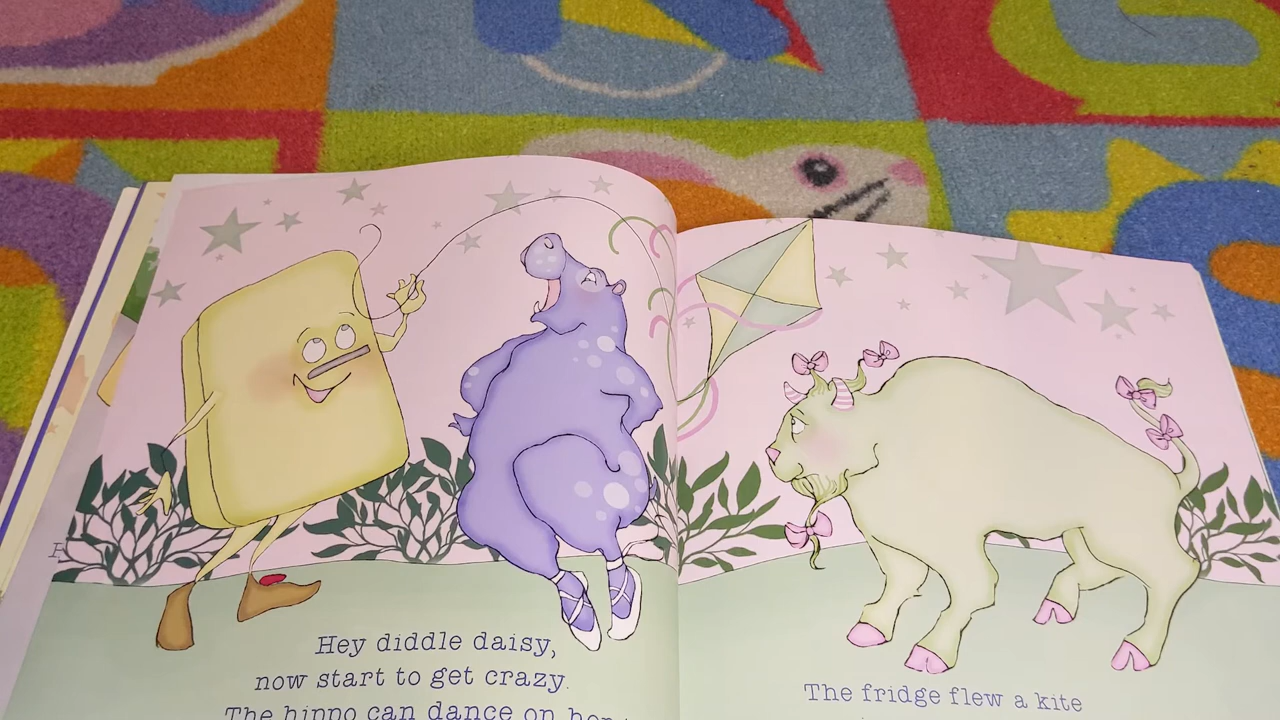 Hey diddle daisy,
now start to get crazy.
The hippo can dance on her
The fridge flew a kite